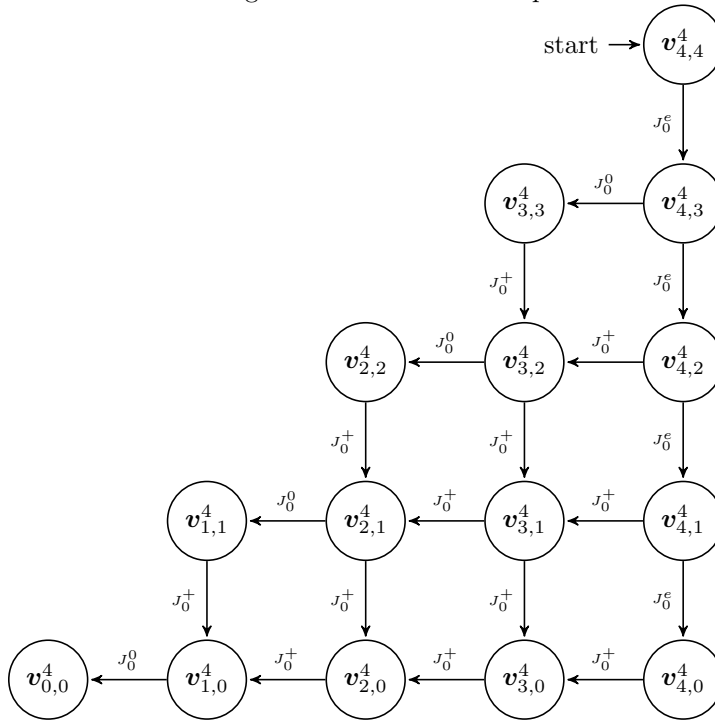 start v^4_{4,4}
J^e_0
v^4_{3,3} J^0_0 v^4_{4,3}
J^+_0 J^e_0
v^4_{2,2} J^0_0 v^4_{3,2} J^+_0 v^4_{4,2}
J^+_0 J^+_0 J^e_0
v^4_{1,1} J^0_0 v^4_{2,1} J^+_0 v^4_{3,1} J^+_0 v^4_{4,1}
J^+_0 J^+_0 J^+_0 J^e_0
v^4_{0,0} J^0_0 v^4_{1,0} J^+_0 v^4_{2,0} J^+_0 v^4_{3,0} J^+_0 v^4_{4,0}